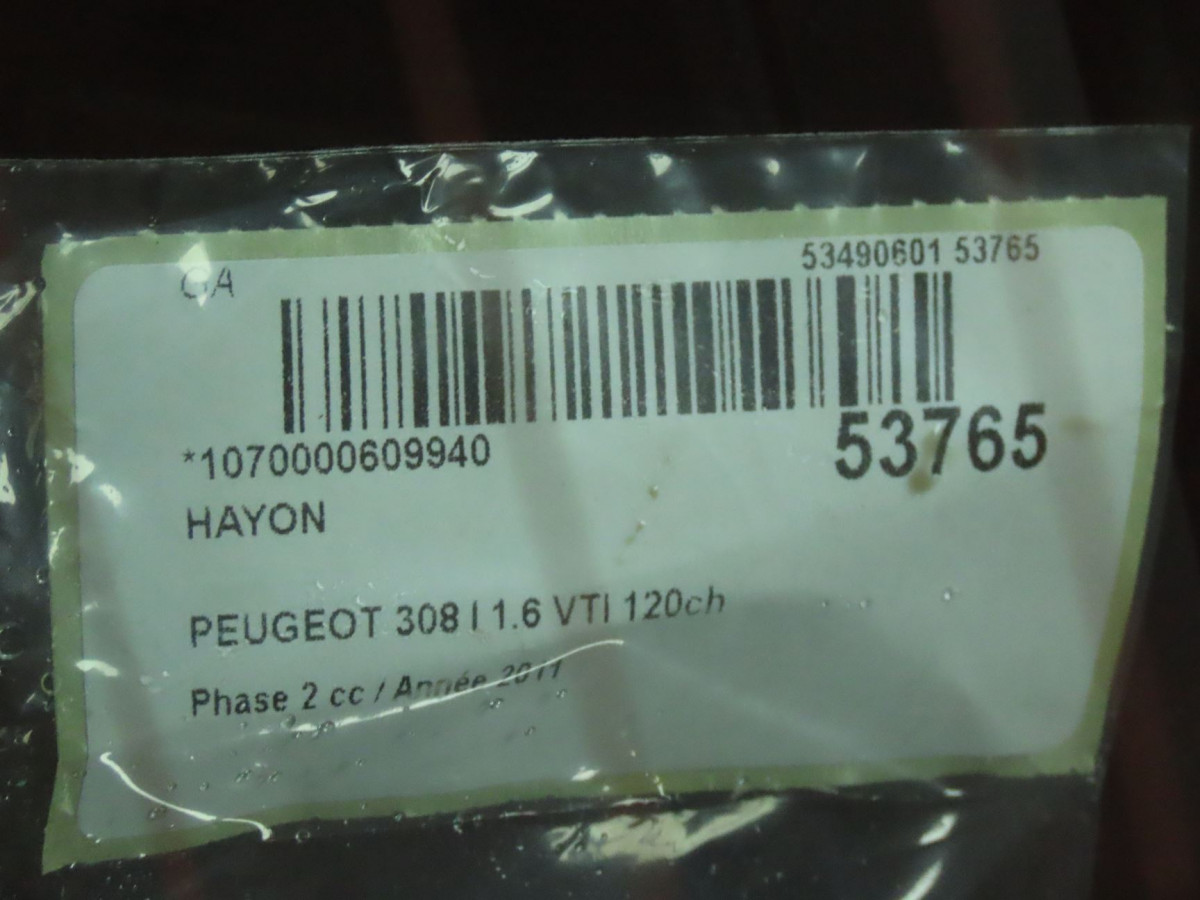 53490601 53765
*1070000609940
53765
HAYON
PEUGEOT 308 I 1.6 VTI 120ch
Phase 2 cc / Année 2011